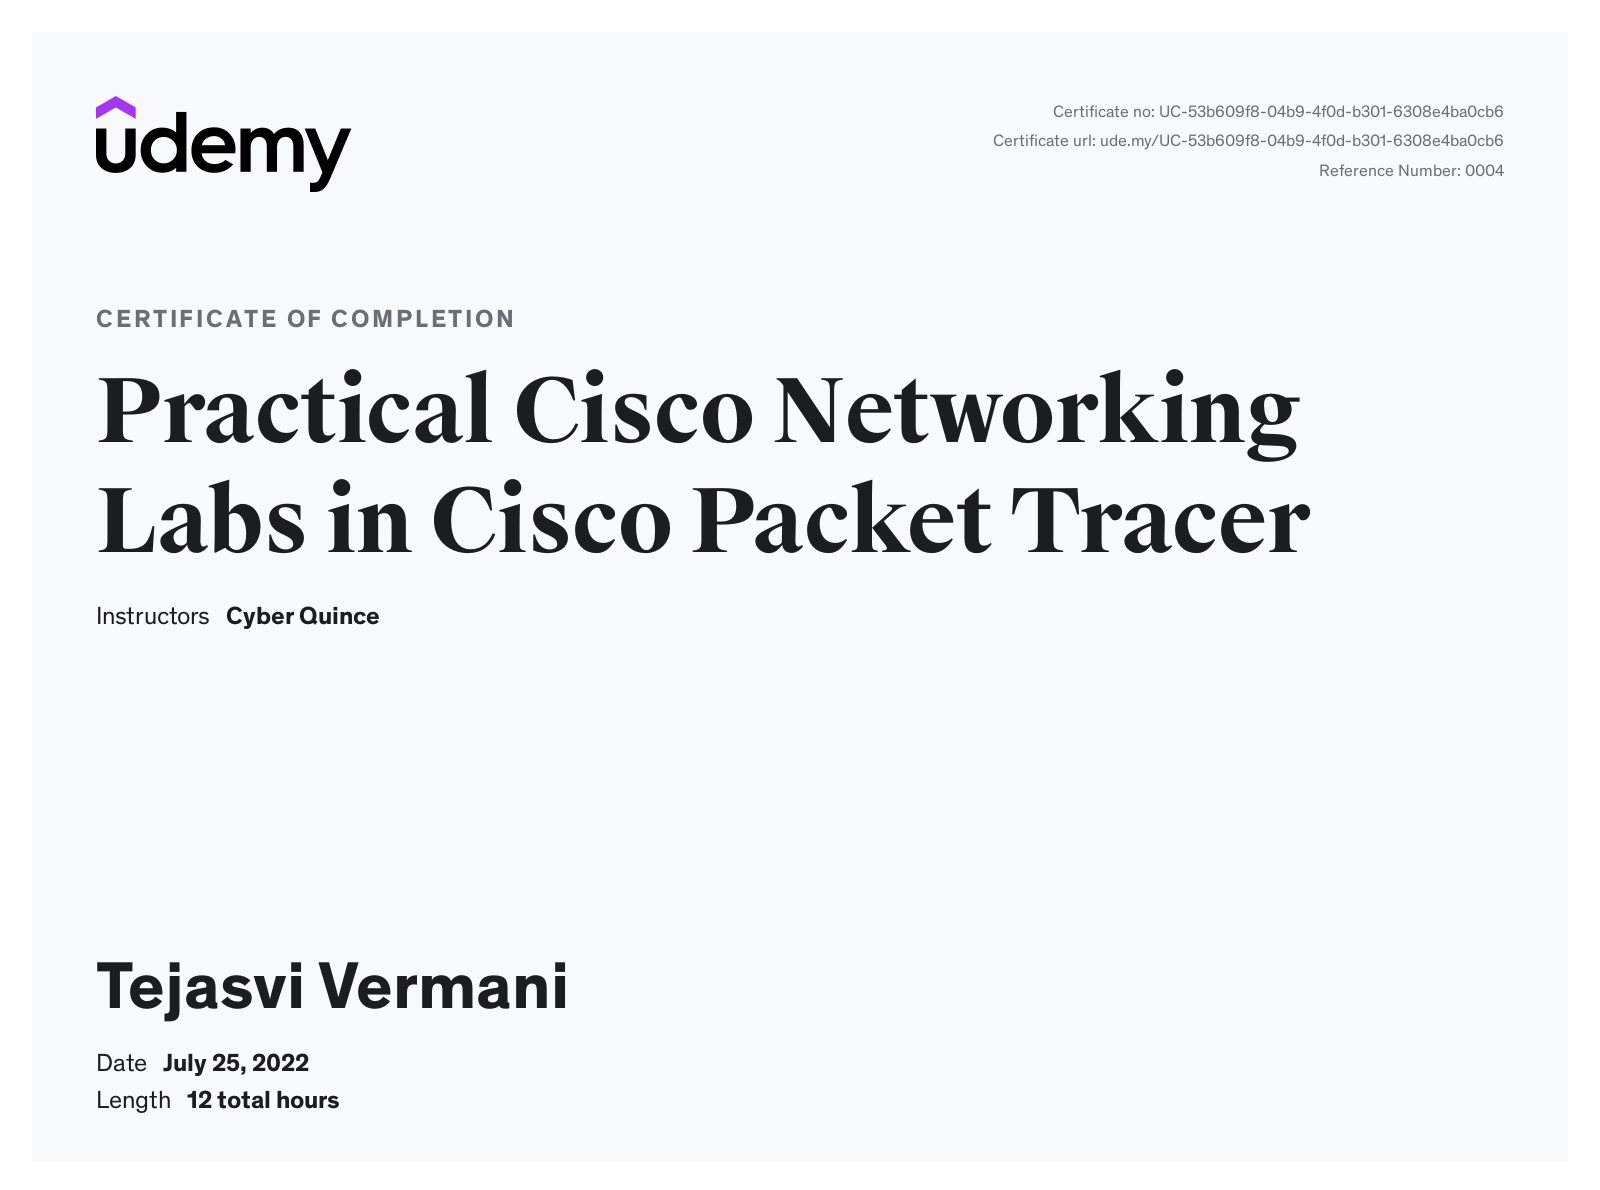 udemy
Certificate no: UC-53b609f8-04b9-4f0d-b301-6308e4ba0cb6
Certificate url: ude.my/UC-53b609f8-04b9-4f0d-b301-6308e4ba0cb6
Reference Number: 0004
CERTIFICATE OF COMPLETION
Practical Cisco Networking
Labs in Cisco Packet Tracer
Instructors Cyber Quince
Tejasvi Vermani
Date July 25, 2022
Length 12 total hours